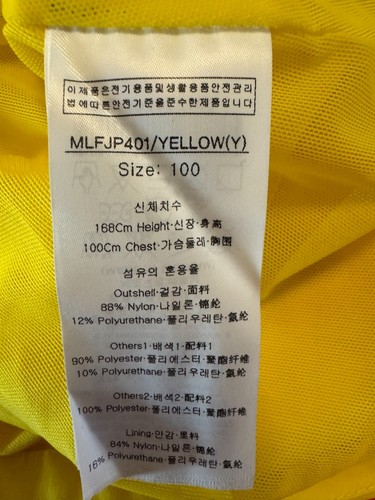 이 제품은전기용품및생활용품안전관리
법에따른안전기준을준수한제품입니다
MLFJP401/YELLOW(Y)
Size: 100
신체치수
168Cm Height·신장·身高
100Cm Chest·가슴둘레·胸围
섬유의 혼용율
Outshell·겉감·面料
88% Nylon·나일론·锦纶
12% Polyurethane·폴리우레탄·氨纶
Others1·배색1·配料1
90% Polyester·폴리에스터·聚酯纤维
10% Polyurethane·폴리우레탄·氨纶
Others2·배색2·配料2
100% Polyester·폴리에스터·聚酯纤维
Lining·안감·里料
84% Nylon·나일론·锦纶
16% Polyurethane·폴리우레탄·氨纶